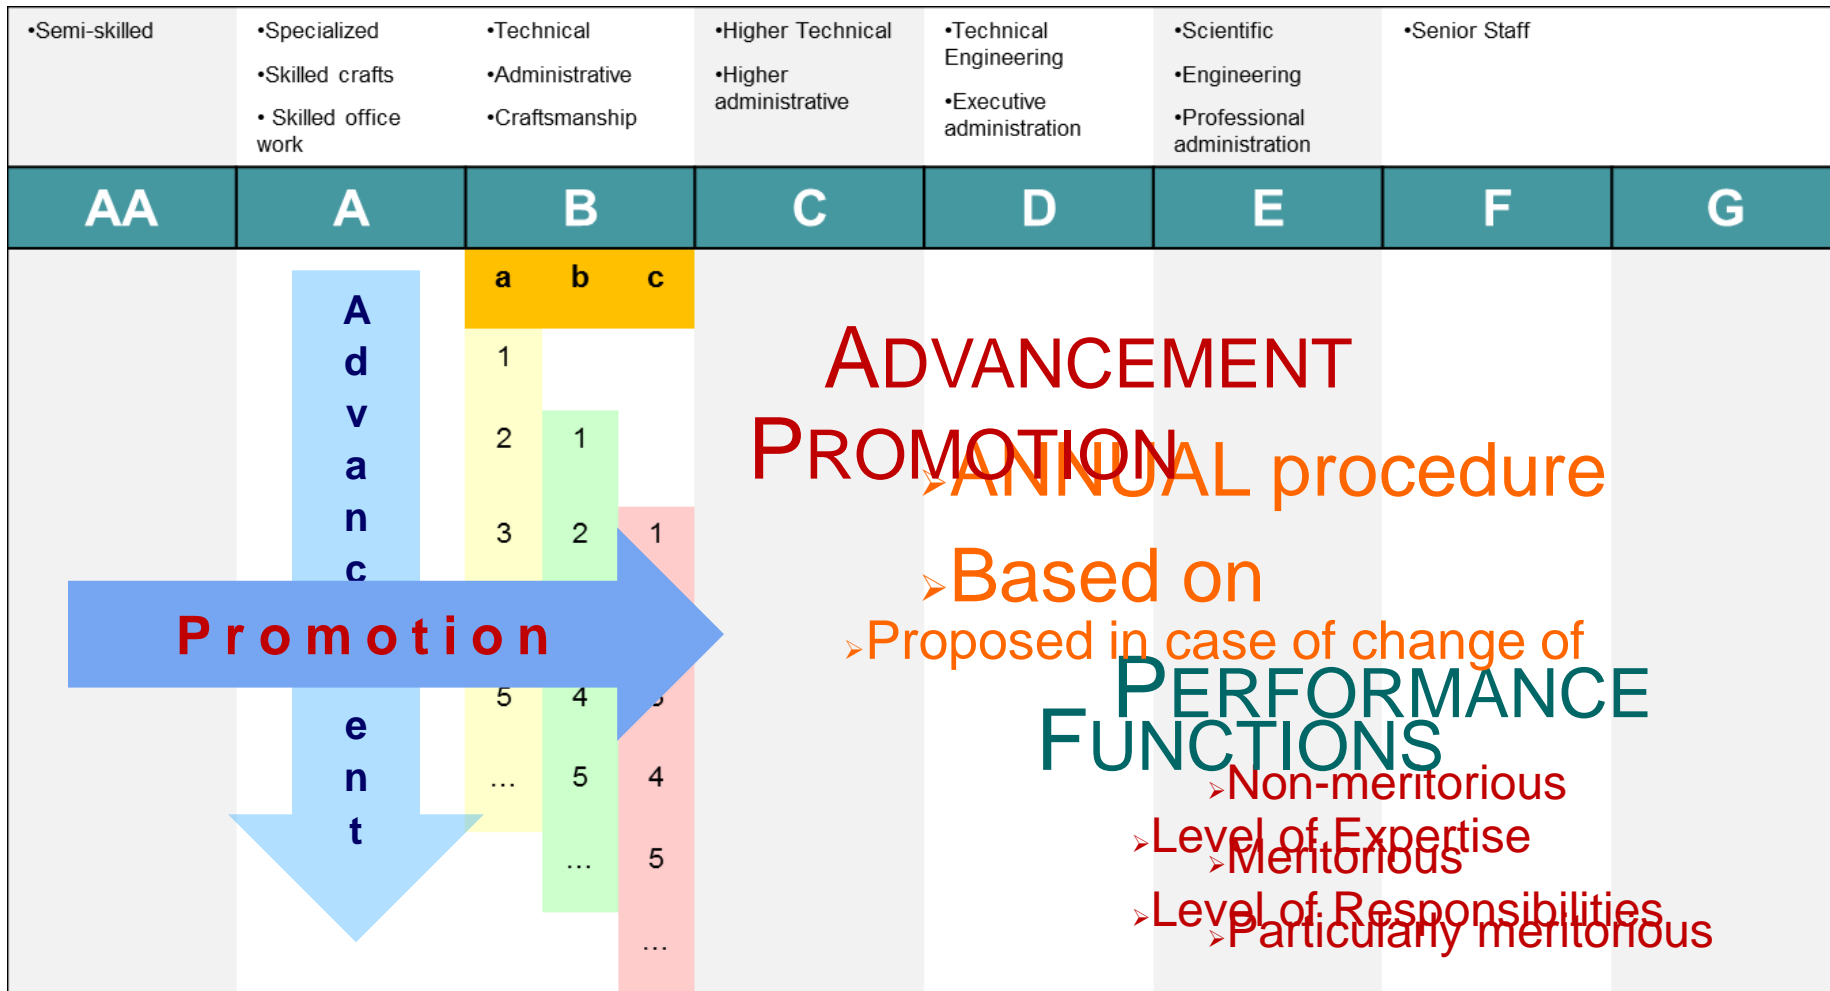 •Semi-skilled
•Specialized
•Skilled crafts
• Skilled office
work
•Technical
•Administrative
•Craftsmanship
•Higher Technical
•Higher
administrative
•Technical
Engineering
•Executive
administration
•Scientific
•Engineering
•Professional
administration
•Senior Staff
AA A B C D E F G
a b c
1
2 1
3 2 1
5 4
... 5 4
... 5
...
A
d
v
a
n
c
e
n
t
Promotion
ADVANCEMENT
PROMOTION
➢ANNUAL procedure
➢Based on
➢Proposed in case of change of
PERFORMANCE
FUNCTIONS
➢Non-meritorious
➢Level of Expertise
➢Meritorious
➢Level of Responsibilities
➢Particularly meritorious